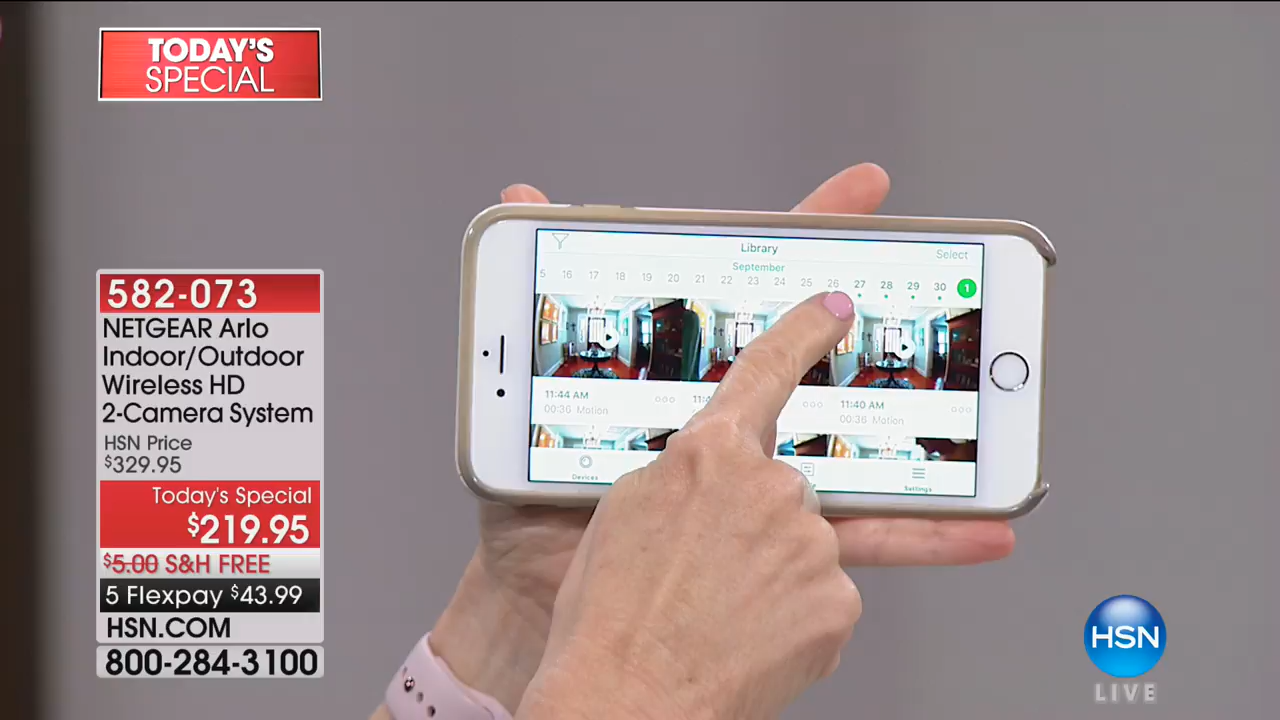 TODAY'S
SPECIAL
582-073
NETGEAR Arlo
Indoor/Outdoor
Wireless HD
2-Camera System
HSN Price
$329.95
Today's Special
$219.95
$5.00 S&H FREE
5 Flexpay $43.99
HSN.COM
800-284-3100
Library
Select
September
5 16 17 18 19 20 21 22 23 24 25 26 27 28 29 30 1
11:44 AM
11:40 AM
00:36 Motion
00:36 Motion
Devices
Settings
HSN
LIVE